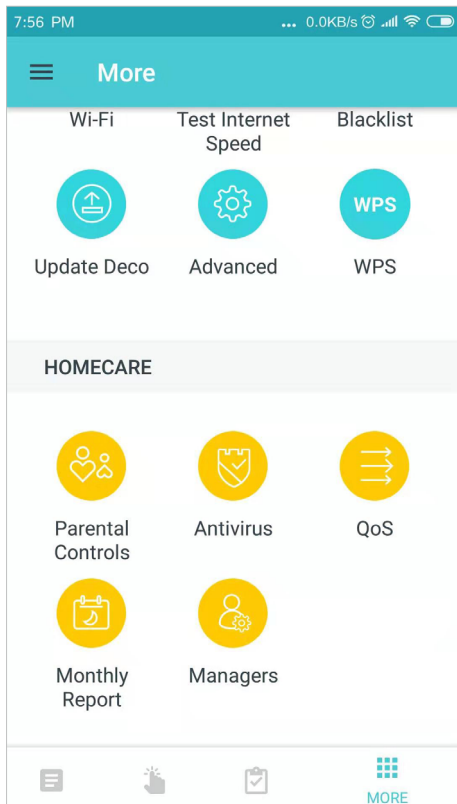 7:56 PM ... 0.0KB/s
More
Wi-Fi Test Internet Blacklist
Speed
WPS
Update Deco Advanced WPS
HOMECARE
Parental Antivirus QoS
Controls
Monthly Managers
Report
MORE